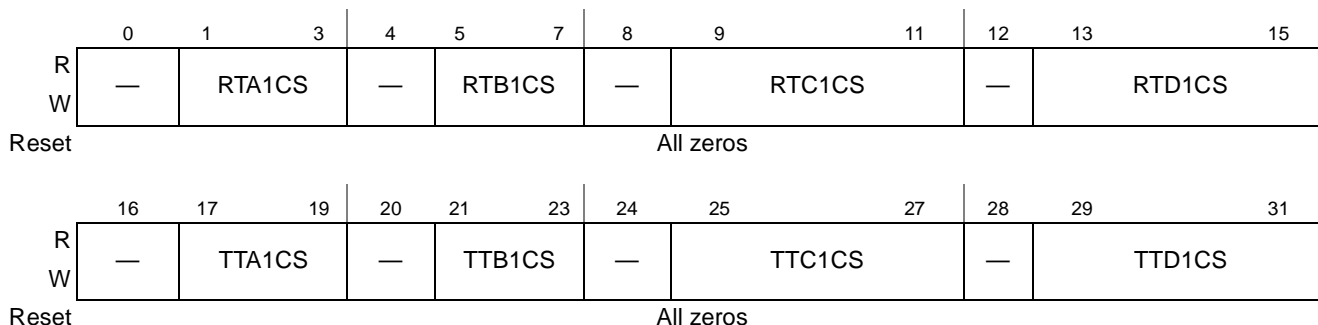 0 1 3 4 5 7 8 9 11 12 13 15
R
— RTA1CS — RTB1CS — RTC1CS — RTD1CS
W
Reset All zeros
16 17 19 20 21 23 24 25 27 28 29 31
R
— TTA1CS — TTB1CS — TTC1CS — TTD1CS
W
Reset All zeros